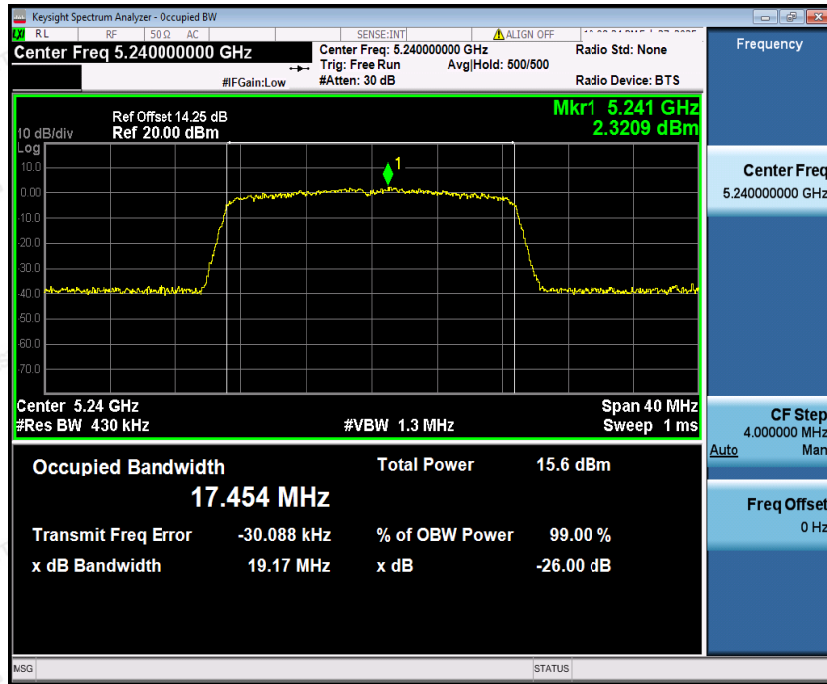 Keysight Spectrum Analyzer - Occupied BW
RL RF 50 Ω AC SENSE:INT ALIGN OFF
Center Freq 5.240000000 GHz
Center Freq: 5.240000000 GHz
Radio Std: None
Trig: Free Run Avg|Hold: 500/500
#IFGain:Low #Atten: 30 dB Radio Device: BTS
Mkr1 5.241 GHz
2.3209 dBm
Ref Offset 14.25 dB
10 dB/div Ref 20.00 dBm
Log
10.0
0.00
-10.0
-20.0
-30.0
-40.0
-50.0
-60.0
-70.0
1
Center 5.24 GHz Span 40 MHz
#Res BW 430 kHz #VBW 1.3 MHz Sweep 1 ms
Occupied Bandwidth Total Power 15.6 dBm
17.454 MHz
Transmit Freq Error -30.088 kHz % of OBW Power 99.00 %
x dB Bandwidth 19.17 MHz x dB -26.00 dB
MSG STATUS
Frequency
Center Freq
5.240000000 GHz
CF Step
4.000000 MHz
Auto Man
Freq Offset
0 Hz